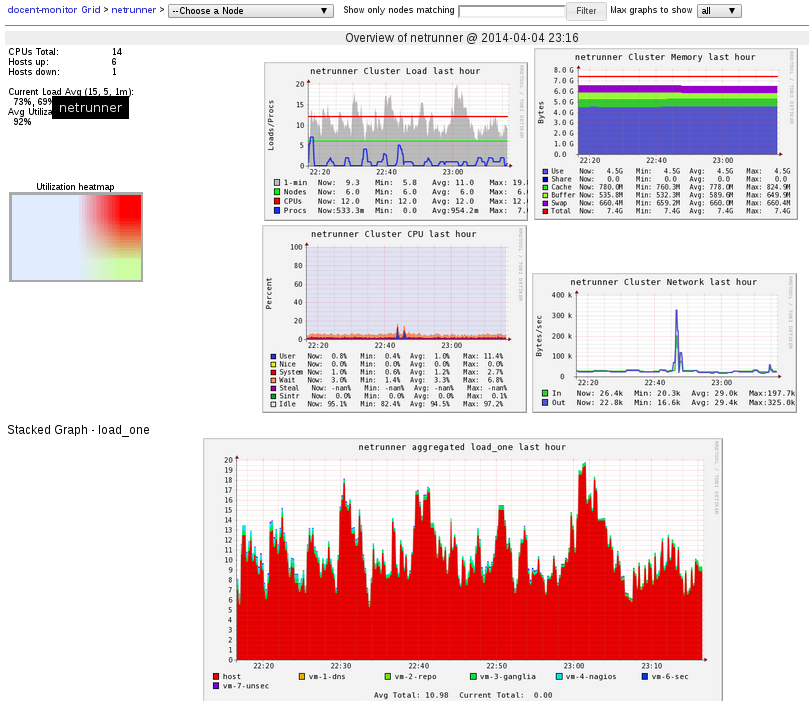 docent-monitor Grid > netrunner > --Choose a Node Show only nodes matching Filter Max graphs to show all
Overview of netrunner @ 2014-04-04 23:16
CPUs Total: 14
Hosts up: 6
Hosts down: 1
Current Load Avg (15, 5, 1m):
73%, 69%
Avg Utiliza
92%
netrunner
Utilization heatmap
netrunner Cluster Load last hour
Loads/Procs
20
15
10
5
0
22:20 22:40 23:00
1-min Now: 9.3 Min: 5.8 Avg: 11.0 Max: 19.
Nodes Now: 6.0 Min: 6.0 Avg: 6.0 Max: 6.
CPUs Now: 12.0 Min: 12.0 Avg: 12.0 Max: 12.
Procs Now:533.3m Min: 0.0 Avg:954.2m Max: 7.
netrunner Cluster Memory last hour
RRDTOOL / TOBI OETIKER
Bytes
8.0 G
7.0 G
6.0 G
5.0 G
4.0 G
3.0 G
2.0 G
1.0 G
0.0
22:20 22:40 23:00
Use Now: 4.5G Min: 4.5G Avg: 4.5G Max: 4.5G
Share Now: 0.0 Min: 0.0 Avg: 0.0 Max: 0.0
Cache Now: 780.0M Min: 760.3M Avg: 778.0M Max: 824.9M
Buffer Now: 535.8M Min: 532.3M Avg: 589.6M Max: 649.9M
Swap Now: 660.4M Min: 659.2M Avg: 660.0M Max: 660.4M
Total Now: 7.4G Min: 7.4G Avg: 7.4G Max: 7.4G
netrunner Cluster CPU last hour
RRDTOOL / TOBI OETIKER
Percent
100
80
60
40
20
0
22:20 22:40 23:00
User Now: 0.8% Min: 0.4% Avg: 1.0% Max: 11.4%
Nice Now: 0.0% Min: 0.0% Avg: 0.0% Max: 0.0%
System Now: 1.0% Min: 0.6% Avg: 1.2% Max: 2.7%
Wait Now: 3.0% Min: 1.4% Avg: 3.3% Max: 6.8%
Steal Now: -nan% Min: -nan% Avg: -nan% Max: -nan%
Sintr Now: 0.0% Min: 0.0% Avg: 0.0% Max: 0.1%
Idle Now: 95.1% Min: 82.4% Avg: 94.5% Max: 97.2%
netrunner Cluster Network last hour
RRDTOOL / TOBI OETIKER
Bytes/sec
400 k
300 k
200 k
100 k
0
22:20 22:40 23:00
In Now: 26.4k Min: 20.3k Avg: 29.0k Max:197.7k
Out Now: 22.8k Min: 16.6k Avg: 29.4k Max:325.0k
Stacked Graph - load_one
netrunner aggregated load_one last hour
RRDTOOL / TOBI OETIKER
20
19
18
17
16
15
14
13
12
11
10
9
8
7
6
5
4
3
2
1
0
22:20 22:30 22:40 22:50 23:00 23:10
host vm-1-dns vm-2-repo vm-3-ganglia vm-4-nagios vm-6-sec
vm-7-unsec
Avg Total: 10.98 Current Total: 0.00